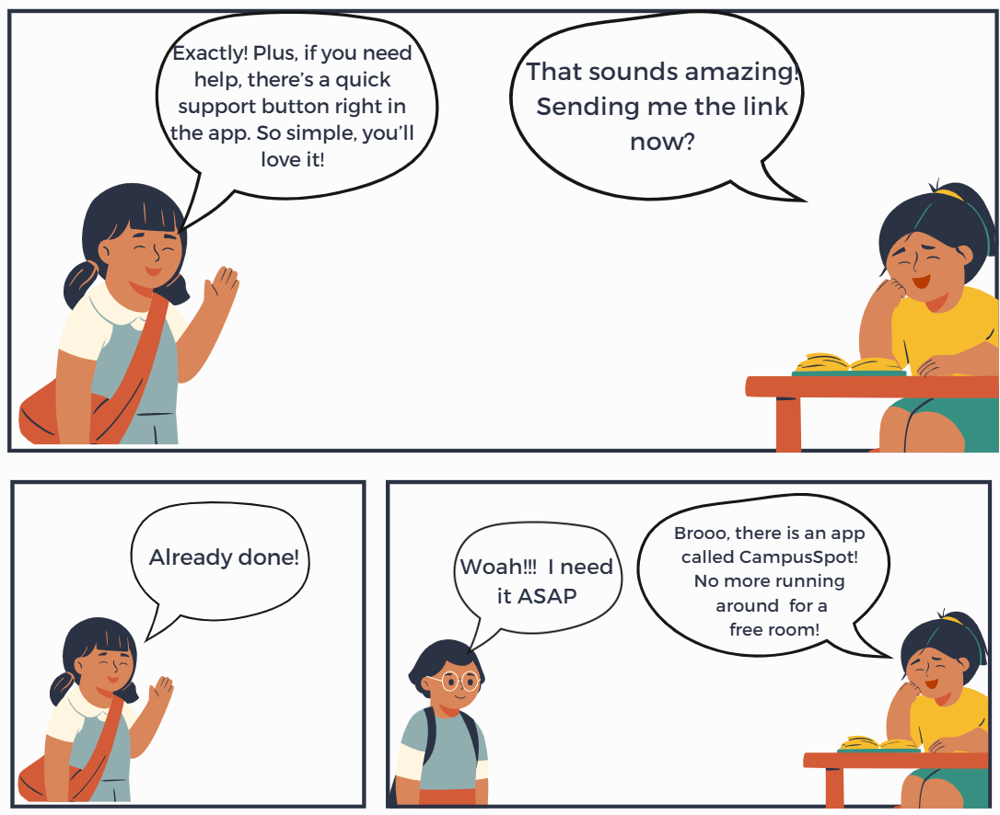 Exactly! Plus, if you need
help, there’s a quick
support button right in
the app. So simple, you’ll
love it!
That sounds amazing!
Sending me the link
now?
Already done!
Woah!!!  I need
it ASAP
Brooo, there is an app
called CampusSpot!
No more running
around  for a
free room!